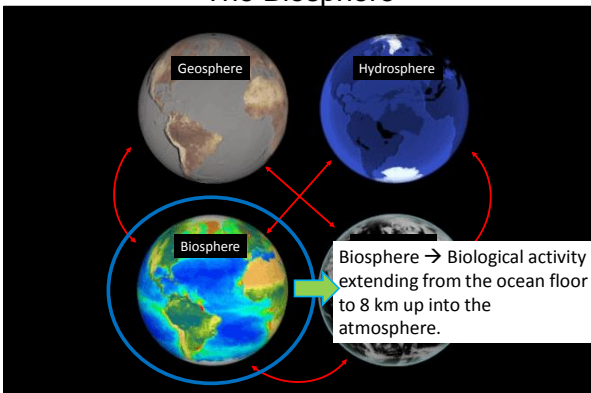 The Biosphere
Geosphere
Hydrosphere
Biosphere
Biosphere → Biological activity
extending from the ocean floor
to 8 km up into the
atmosphere.